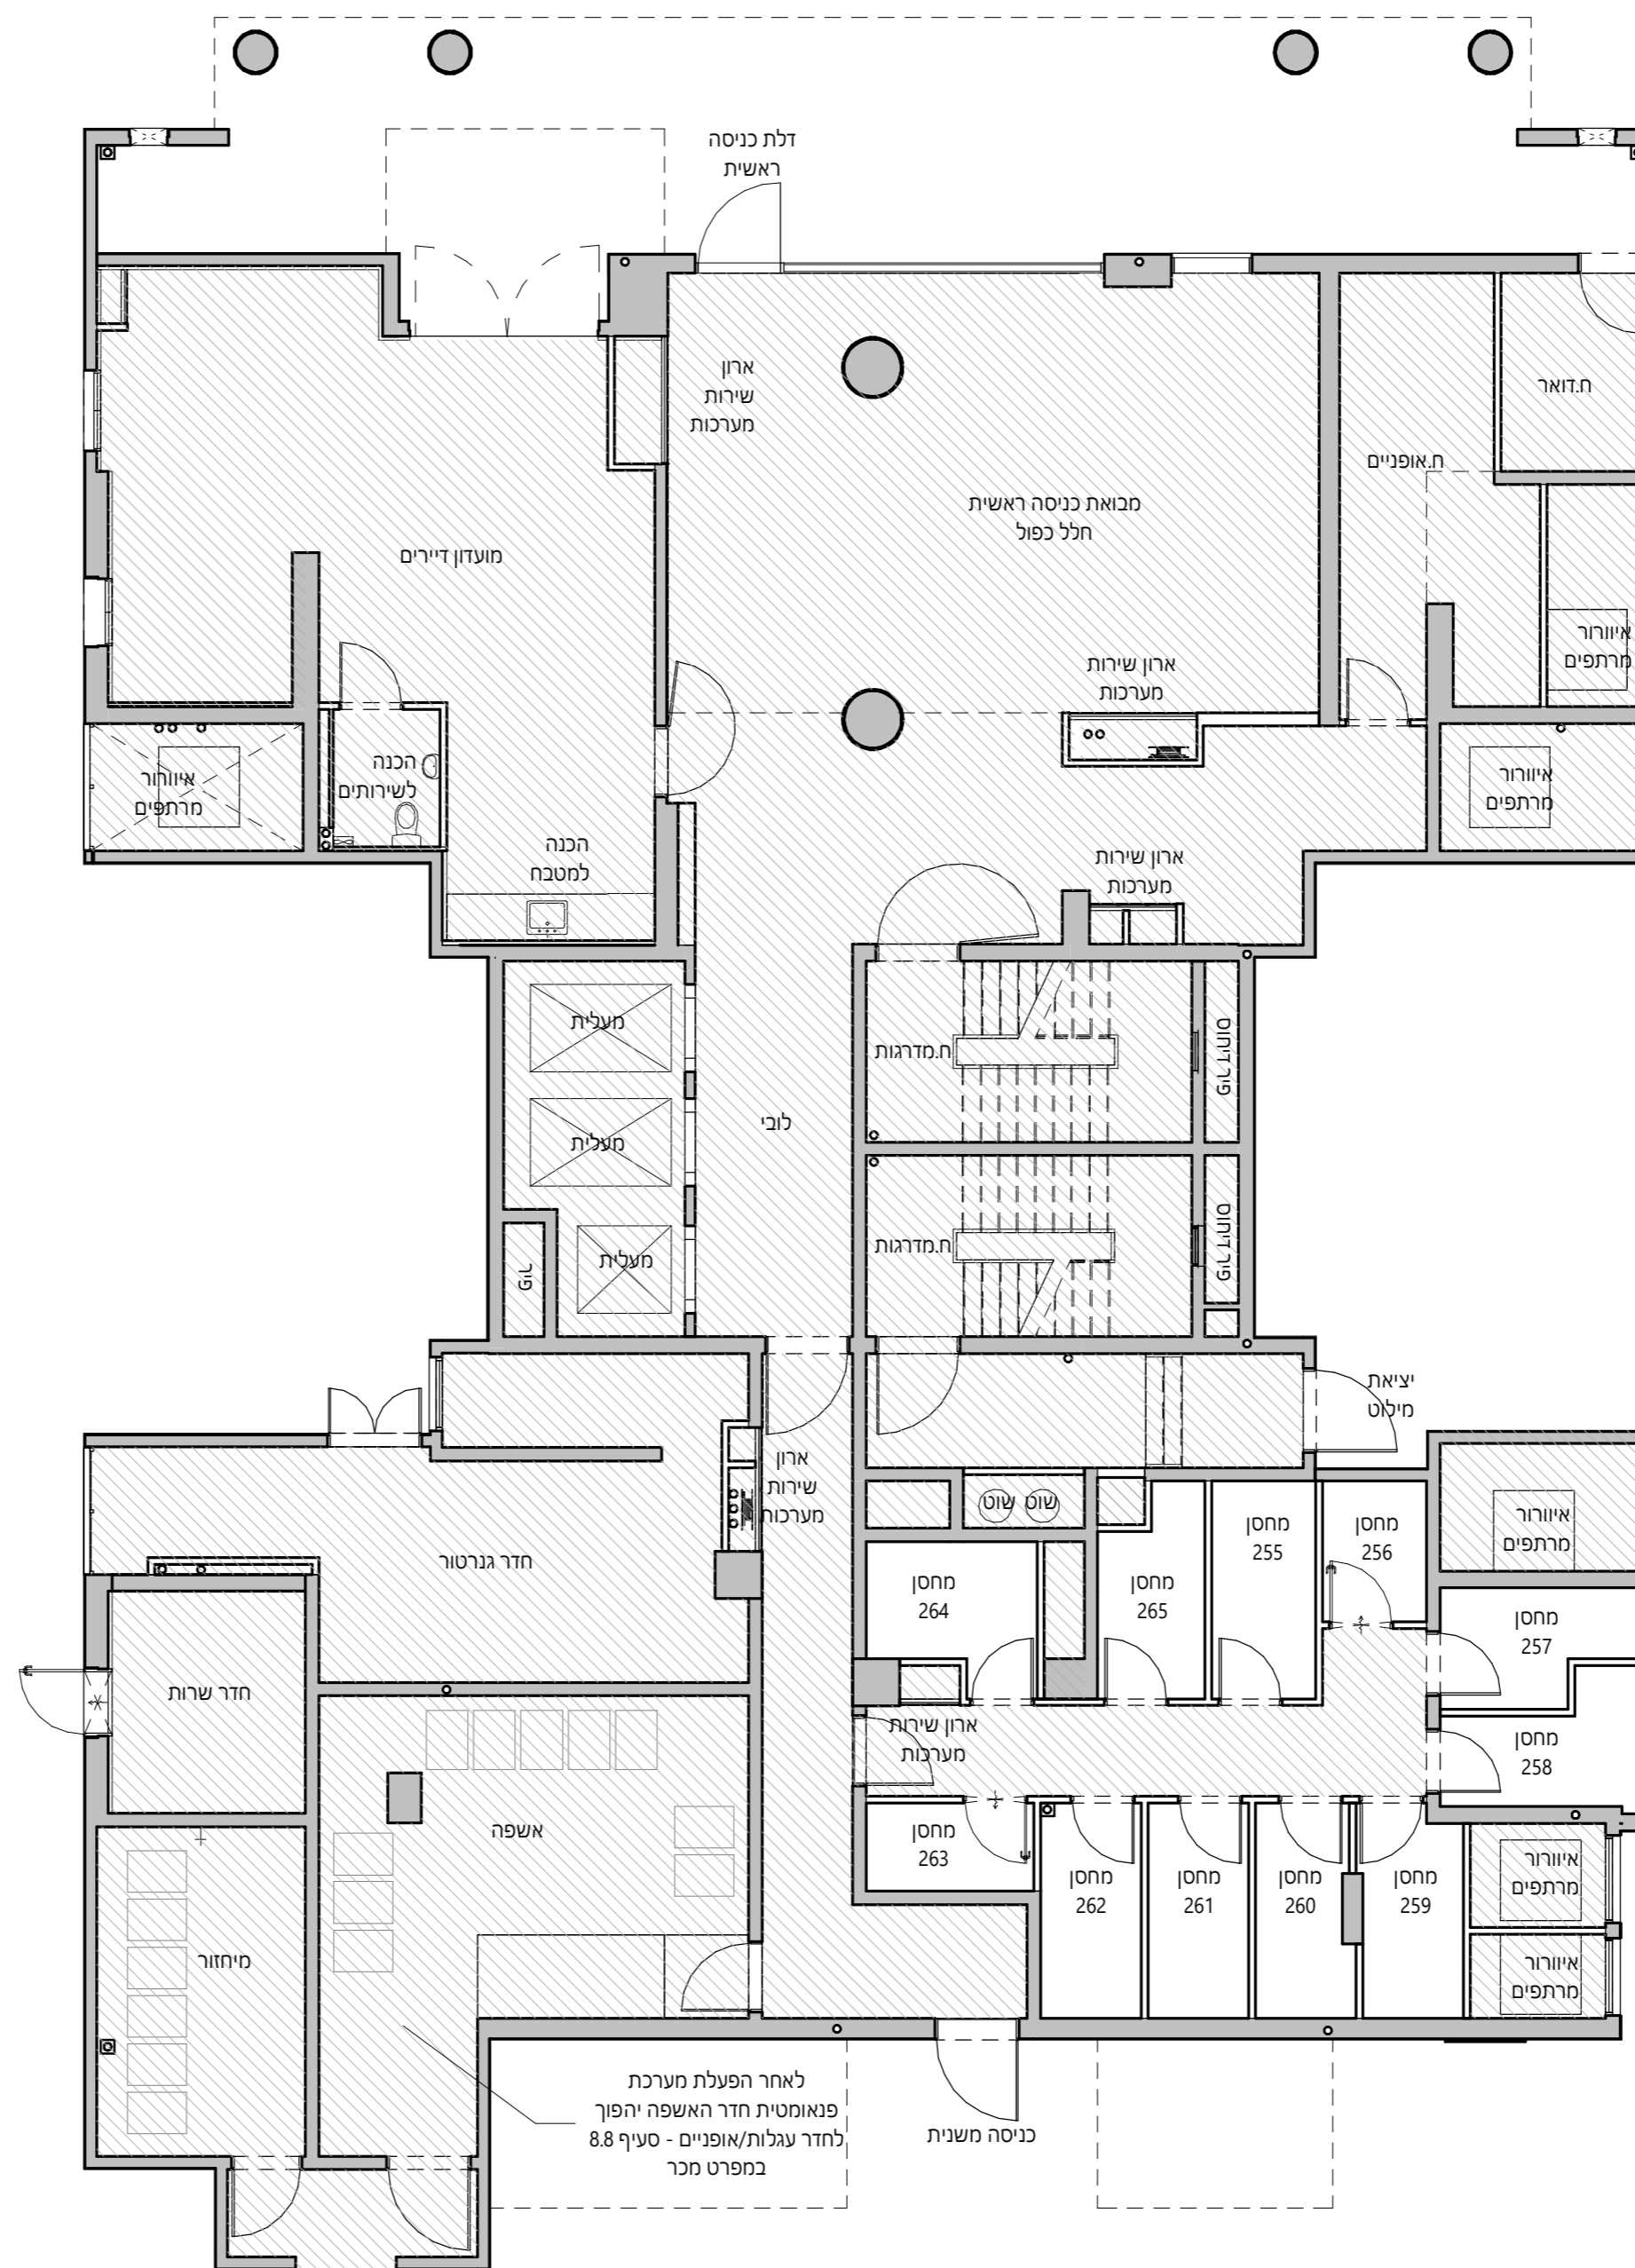 דלת כניסה
ראשית
ארון
שירות
מערכות
ח.דואר
ח.אופניים
מבואת כניסה ראשית
חלל כפול
מועדון דיירים
איוורור
מרתפים
ארון שירות
מערכות
הכנה
לשירותים
איוורור
מרתפים
איוורור
מרתפים
הכנה
למטבח
ארון שירות
מערכות
מעלית
ח.מדרגות
פיר דיחוס
לובי
מעלית
ח.מדרגות
פיר דיחוס
מעלית
פיר
יציאת
מילוט
ארון
שירות
מערכות
שוט
שוט
מחסן
255
מחסן
256
איוורור
מרתפים
חדר גנרטור
מחסן
264
מחסן
265
מחסן
257
חדר שרות
ארון שירות
מערכות
מחסן
258
אשפה
מחסן
263
מחסן
262
מחסן
261
מחסן
260
מחסן
259
איוורור
מרתפים
מיחזור
איוורור
מרתפים
לאחר הפעלת מערכת
פנאומטית חדר האשפה יהפוך
לחדר עגלות/אופניים - סעיף 8.8
במפרט מכר
כניסה משנית